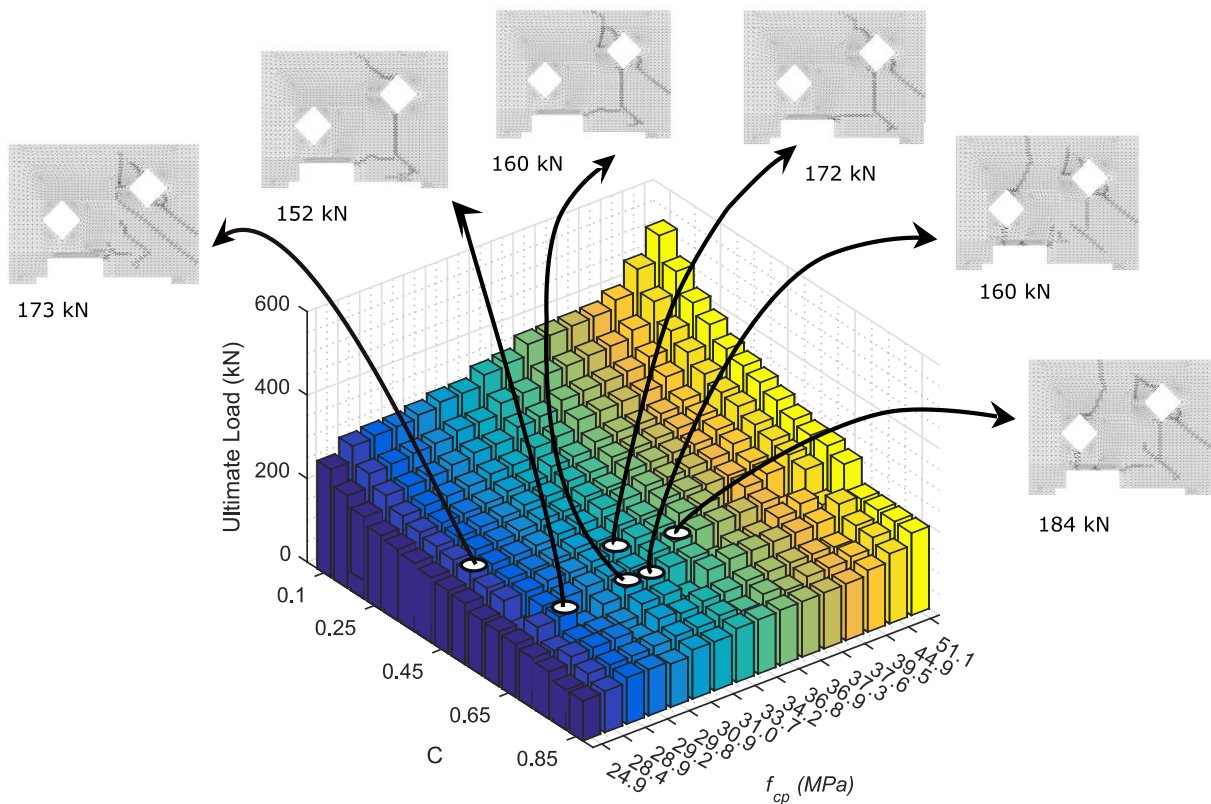 160 kN
172 kN
152 kN
173 kN
160 kN
184 kN
Ultimate Load (kN)
600
400
200
0
0.1
0.25
0.45
0.65
0.85
C
24.9
28.4
28.9
29.2
29.8
30.9
31.0
33.7
34.2
36.8
36.9
37.3
37.6
39.5
44.9
51.1
f_cp (MPa)